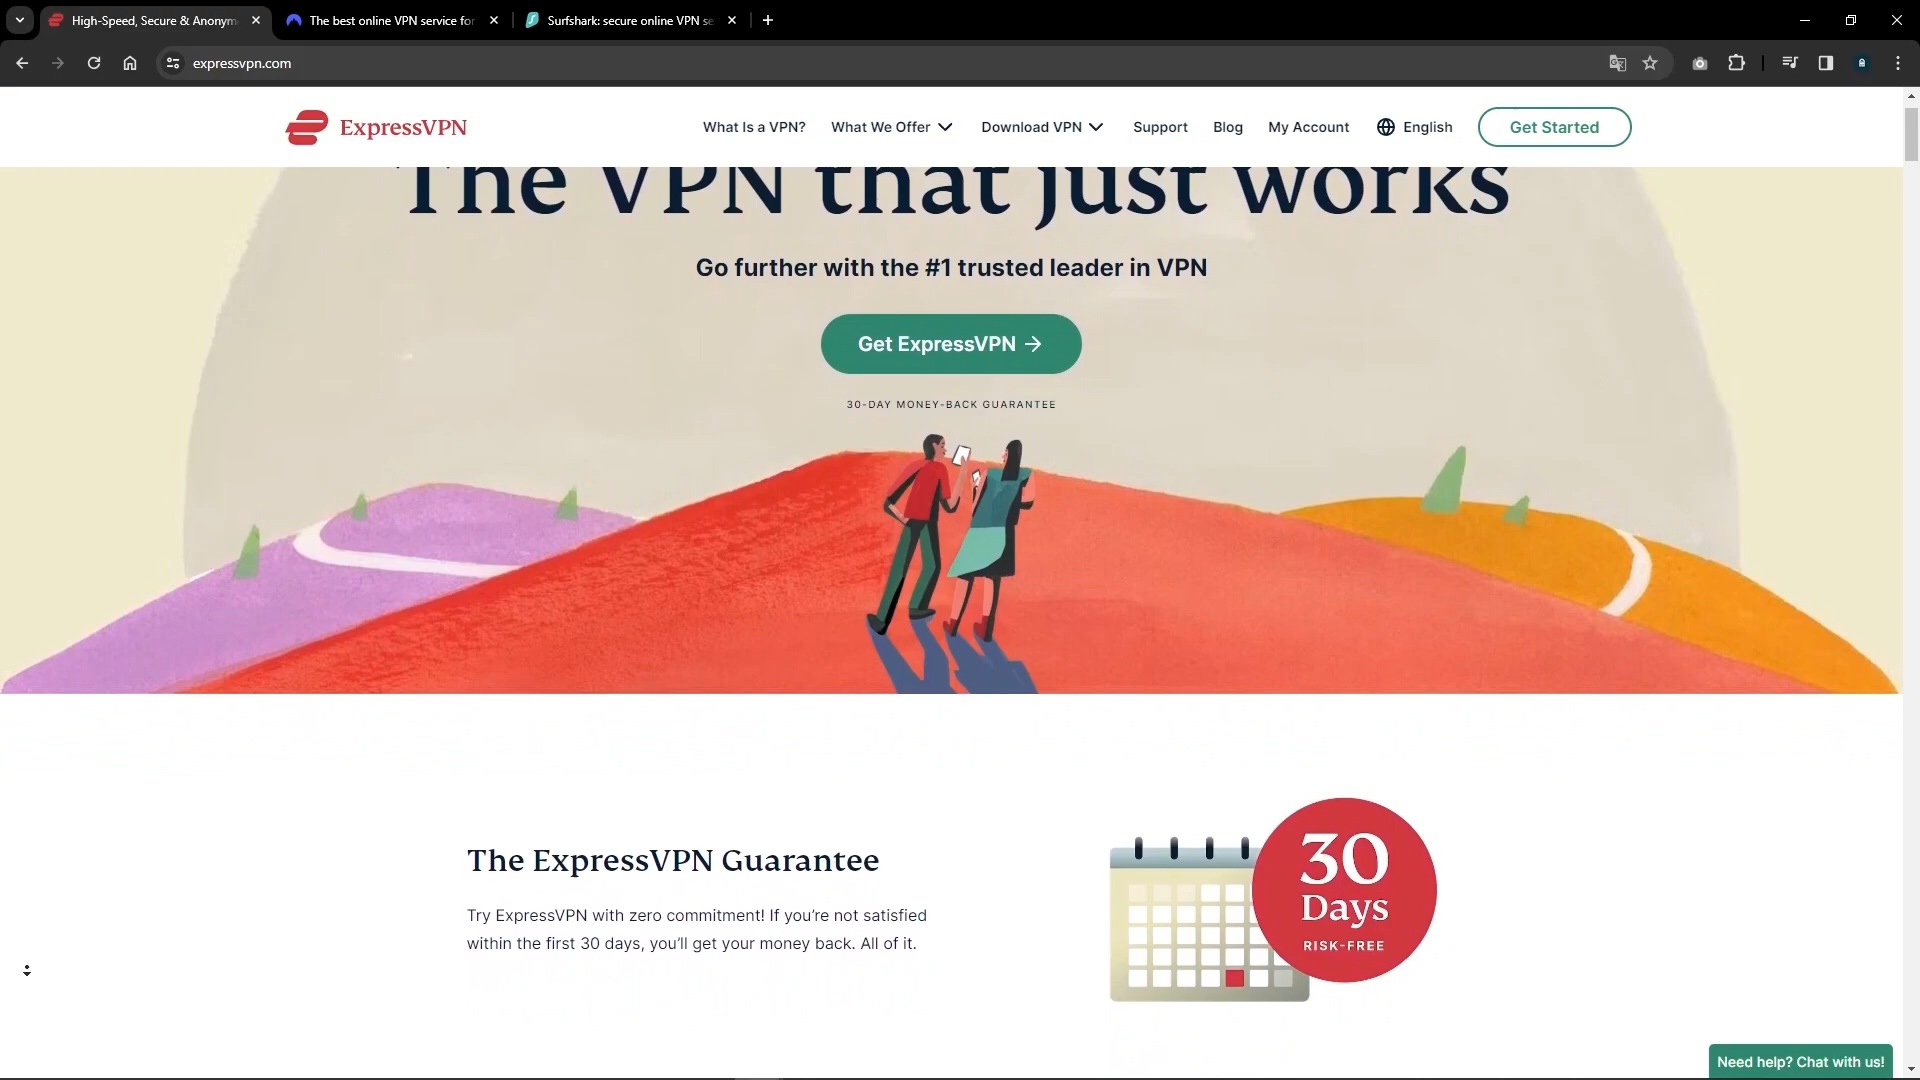 High-Speed, Secure & Anonym
The best online VPN service for
Surfshark: secure online VPN se
expressvpn.com
ExpressVPN
What Is a VPN?
What We Offer
Download VPN
Support
Blog
My Account
English
Get Started
The VPN that just works
Go further with the #1 trusted leader in VPN
Get ExpressVPN →
30-DAY MONEY-BACK GUARANTEE
The ExpressVPN Guarantee
Try ExpressVPN with zero commitment! If you’re not satisfied
within the first 30 days, you’ll get your money back. All of it.
30
Days
RISK-FREE
Need help? Chat with us!